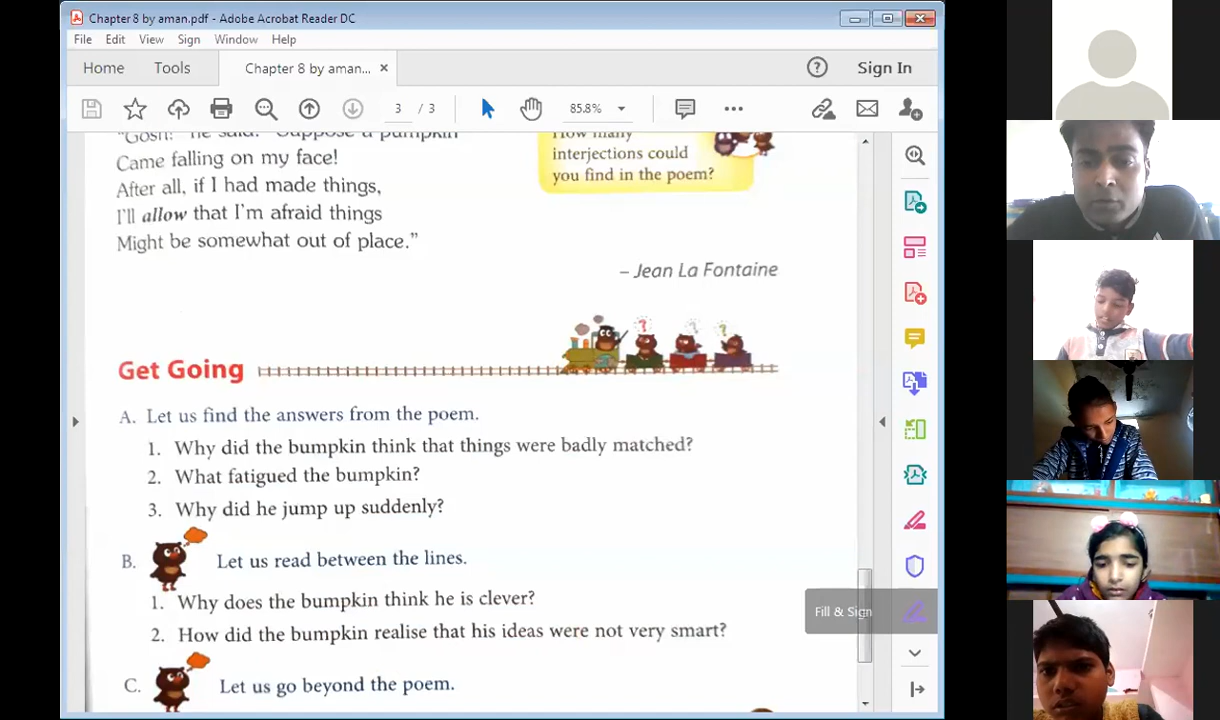 Chapter 8 by aman.pdf - Adobe Acrobat Reader DC
File Edit View Sign Window Help
Home Tools Chapter 8 by aman... × ? Sign In
3 / 3 85.8%
"Gosh!" he said. "Suppose a pumpkin
Came falling on my face!
After all, if I had made things,
I'll allow that I'm afraid things
Might be somewhat out of place."
How many
interjections could
you find in the poem?
– Jean La Fontaine
Get Going
A. Let us find the answers from the poem.
1. Why did the bumpkin think that things were badly matched?
2. What fatigued the bumpkin?
3. Why did he jump up suddenly?
B. Let us read between the lines.
1. Why does the bumpkin think he is clever?
Fill & Sign
2. How did the bumpkin realise that his ideas were not very smart?
C. Let us go beyond the poem.